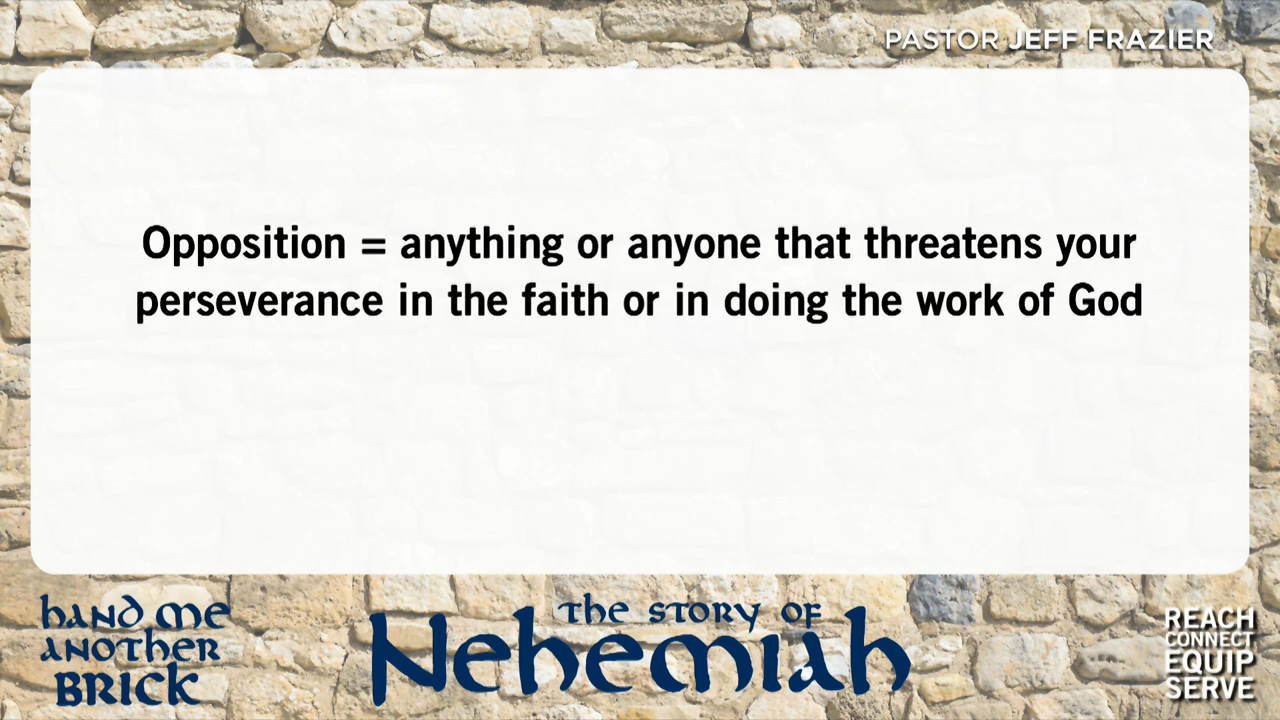 PASTOR JEFF FRAZIER
Opposition = anything or anyone that threatens your
perseverance in the faith or in doing the work of God
hand me
another
BRICK
the story of
Nehemiah
REACH
CONNECT
EQUIP
SERVE